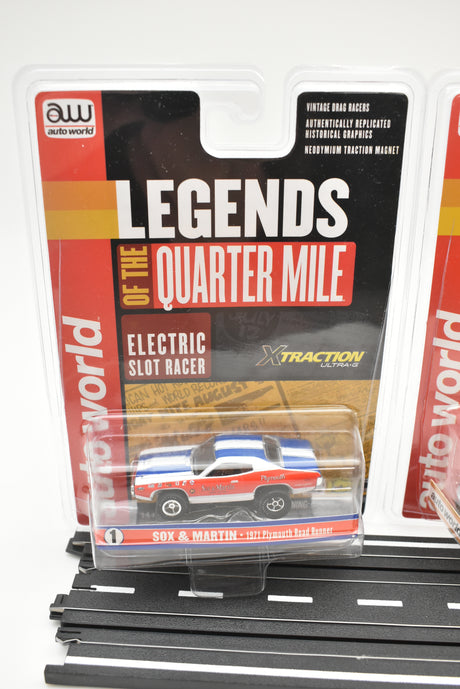 aw
auto world
VINTAGE DRAG RACERS
AUTHENTICALLY REPLICATED
HISTORICAL GRAPHICS
NEODYMIUM TRACTION MAGNET
LEGENDS
OF THE
QUARTER MILE
ELECTRIC
SLOT RACER
XTRACTION
ULTRA-G
auto world
Plymouth
1
SOX & MARTIN • 1971 Plymouth Road Runner
auto world